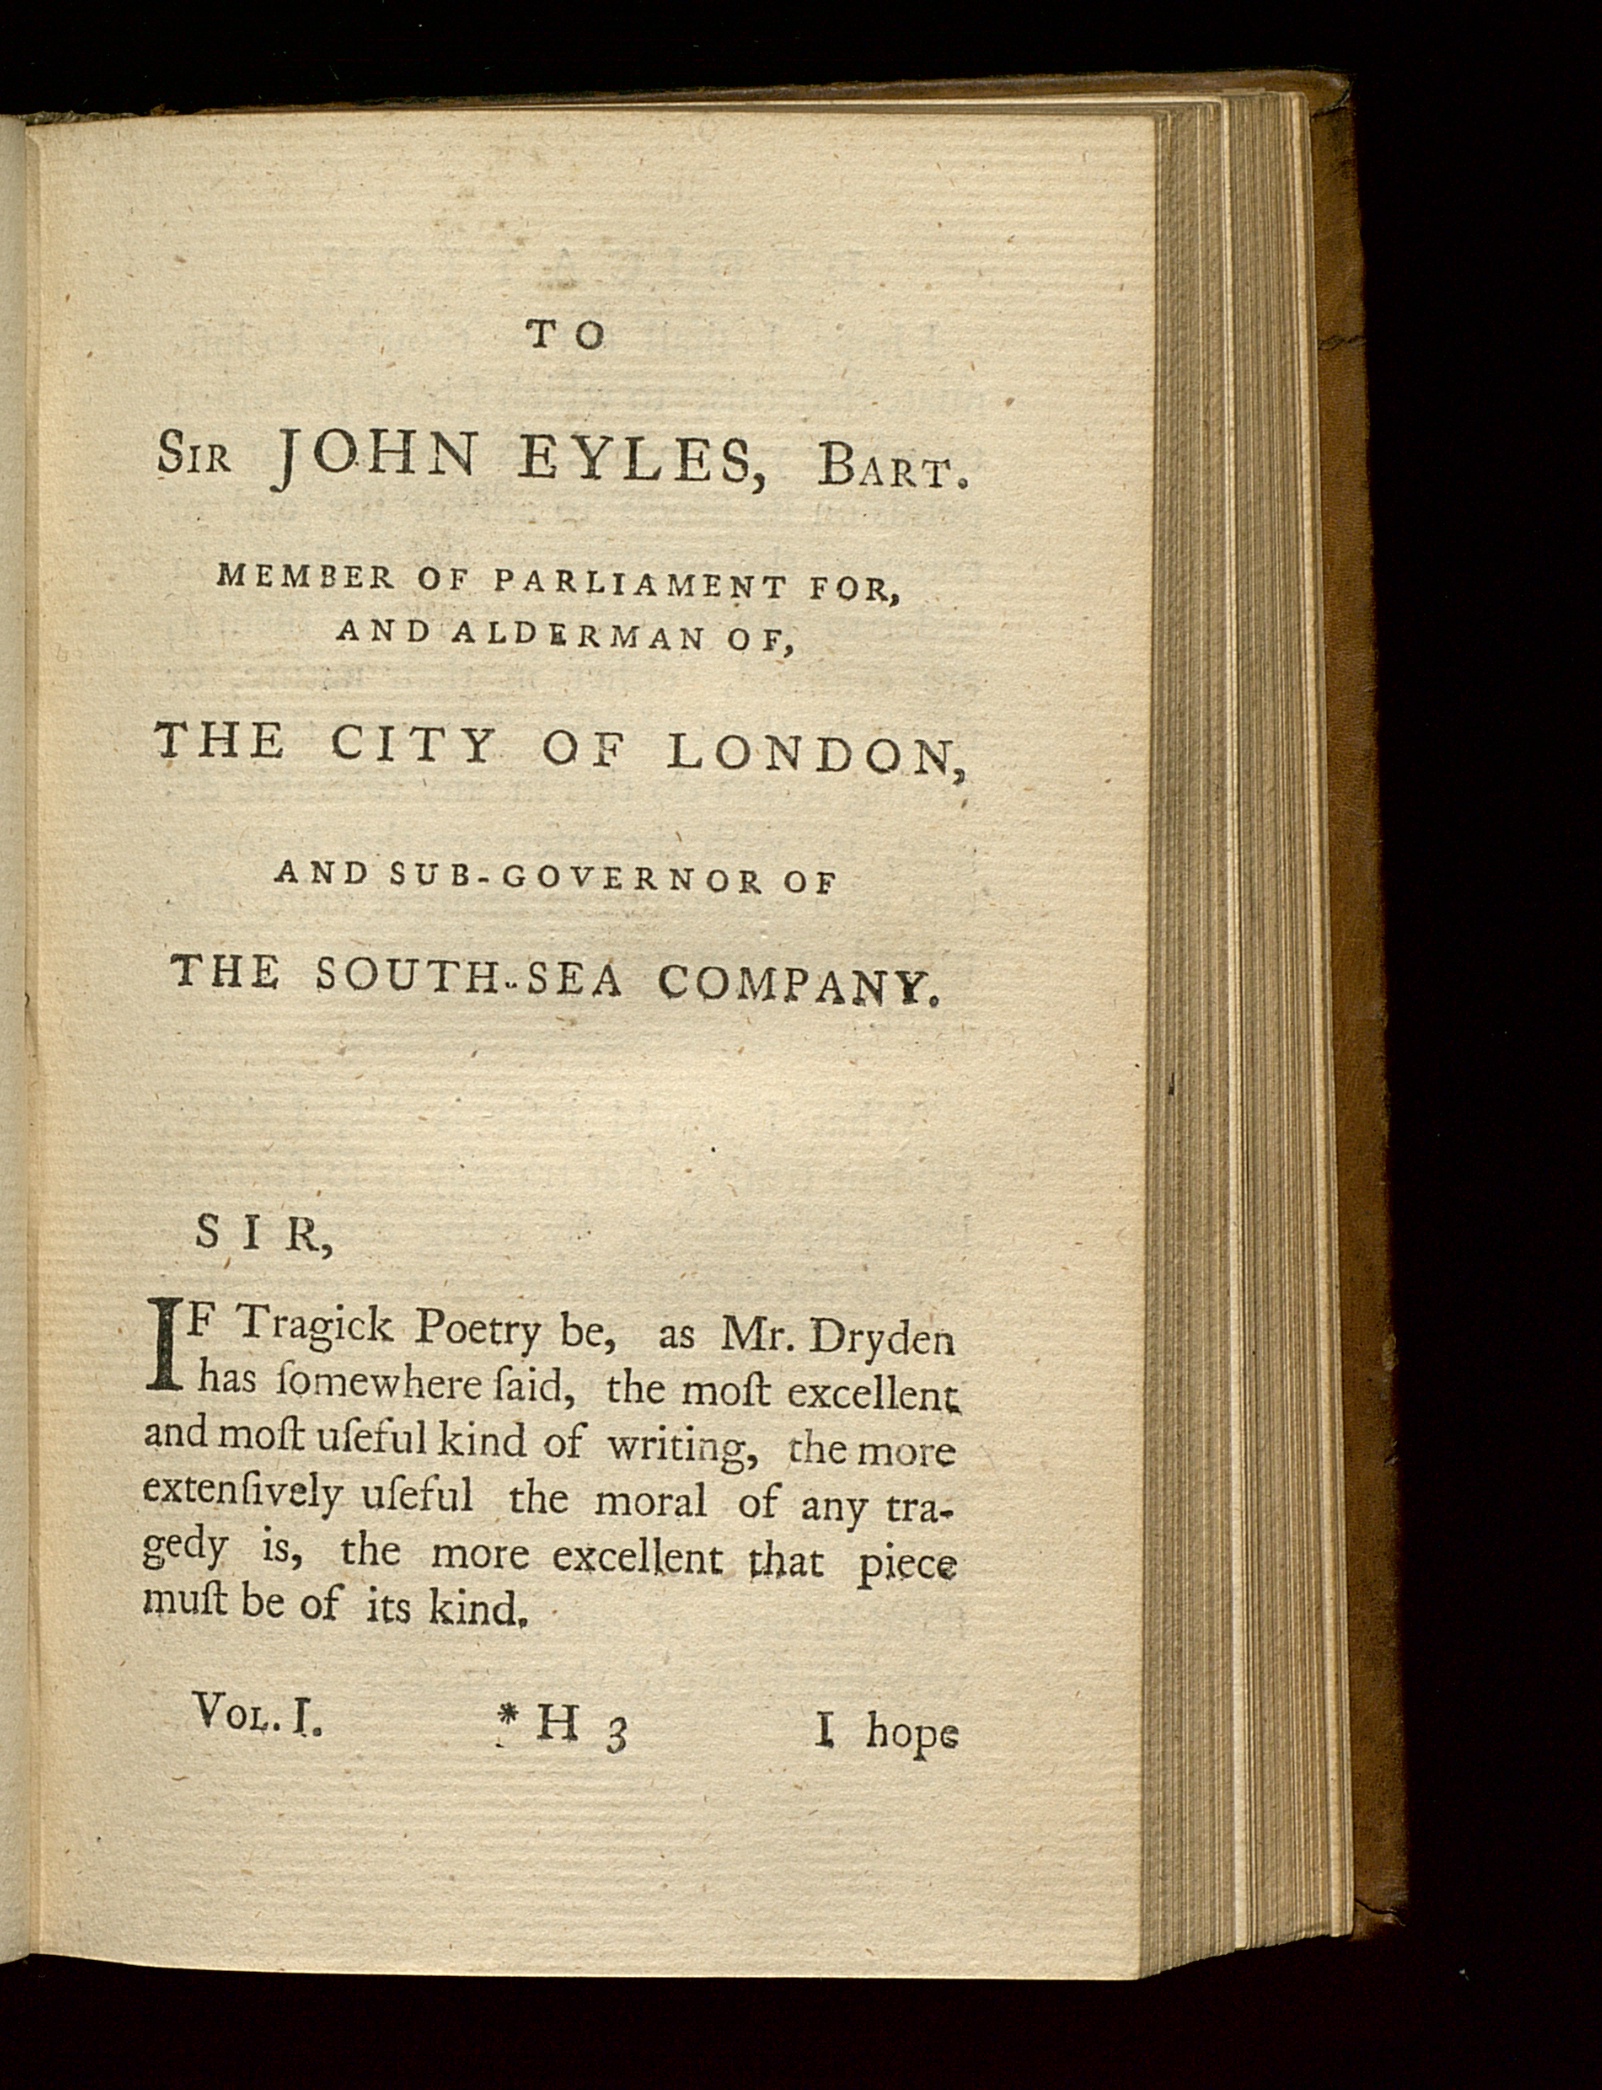 TO
SIR JOHN EYLES, BART.
MEMBER OF PARLIAMENT FOR,
AND ALDERMAN OF,
THE CITY OF LONDON,
AND SUB-GOVERNOR OF
THE SOUTH-SEA COMPANY.
SIR,
IF Tragick Poetry be, as Mr. Dryden
has ſomewhere ſaid, the moſt excellent
and moſt uſeful kind of writing, the more
extenſively uſeful the moral of any tra-
gedy is, the more excellent that piece
muſt be of its kind.
VOL. I. *H 3 I hope